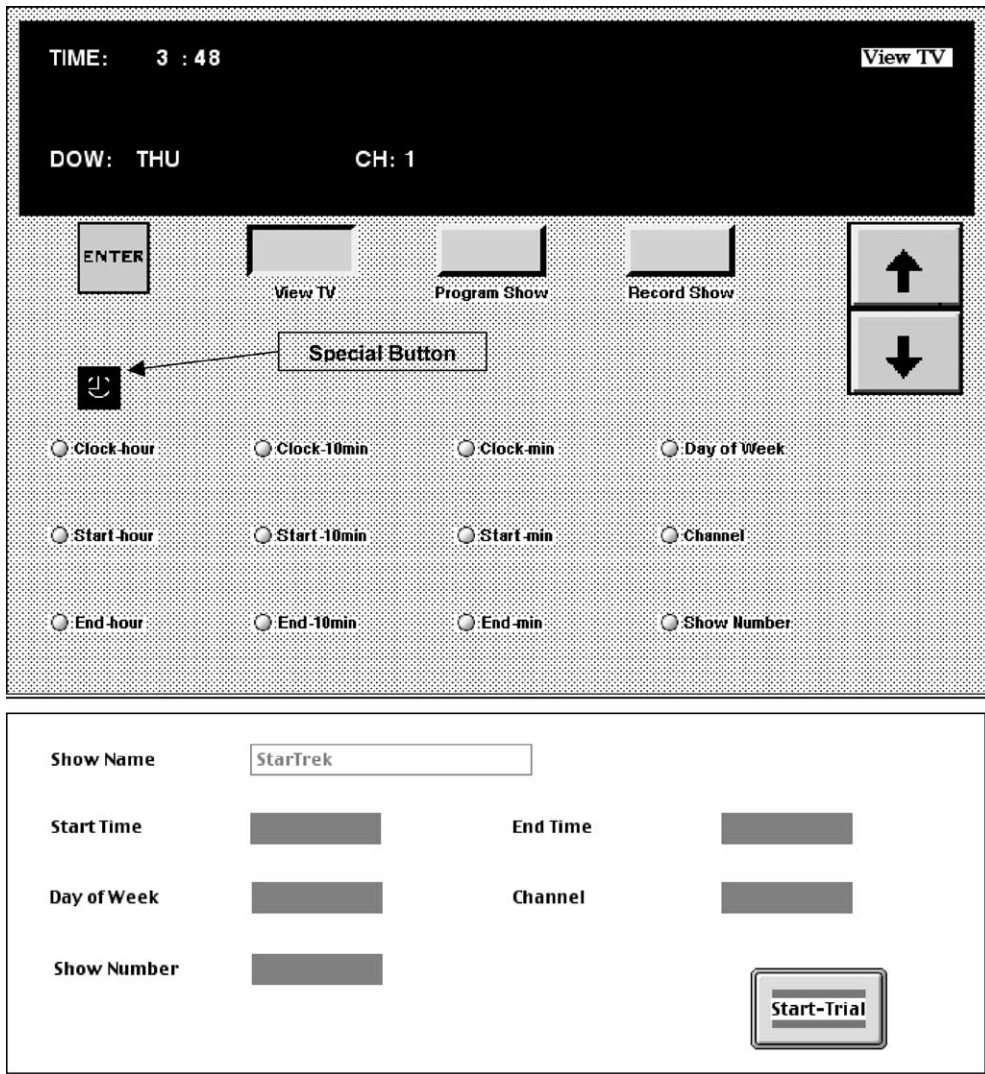 TIME: 3 : 48 View TV
DOW: THU CH: 1
ENTER
View TV Program Show Record Show
Special Button
Clock-hour Clock-10min Clock-min Day of Week
Start-hour Start-10min Start-min Channel
End-hour End-10min End-min Show Number
Show Name StarTrek
Start Time End Time
Day of Week Channel
Show Number
Start-Trial